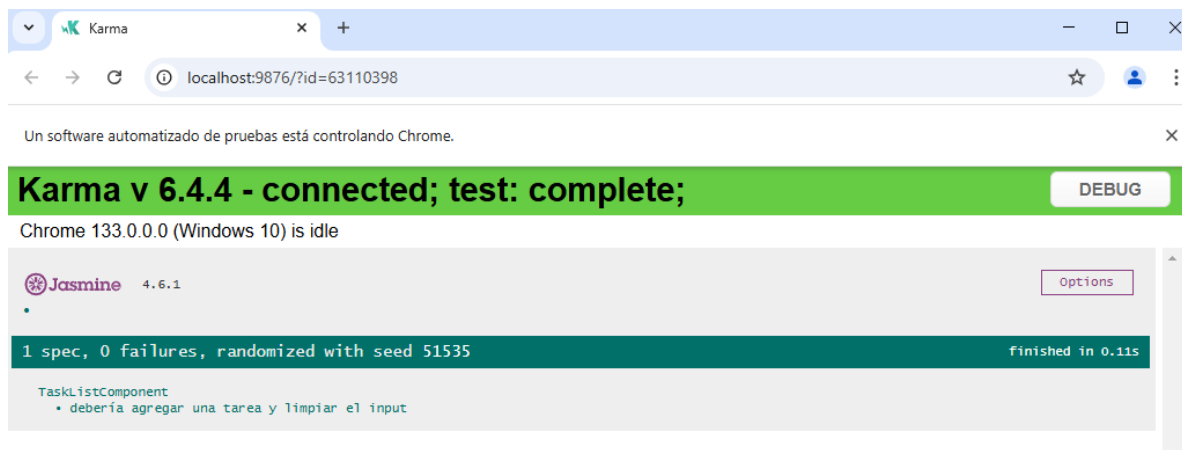 Karma
localhost:9876/?id=63110398
Un software automatizado de pruebas está controlando Chrome.
Karma v 6.4.4 - connected; test: complete;
DEBUG
Chrome 133.0.0.0 (Windows 10) is idle
Jasmine 4.6.1
Options
1 spec, 0 failures, randomized with seed 51535
finished in 0.11s
TaskListComponent
• debería agregar una tarea y limpiar el input